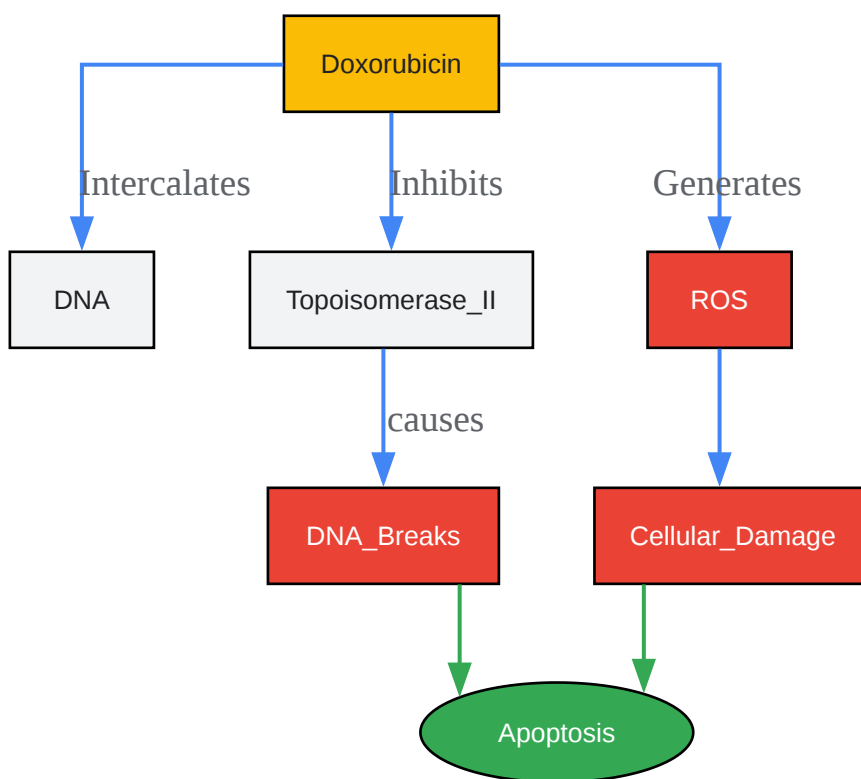 Doxorubicin
Intercalates
Inhibits
Generates
DNA
Topoisomerase_II
ROS
causes
DNA_Breaks
Cellular_Damage
Apoptosis